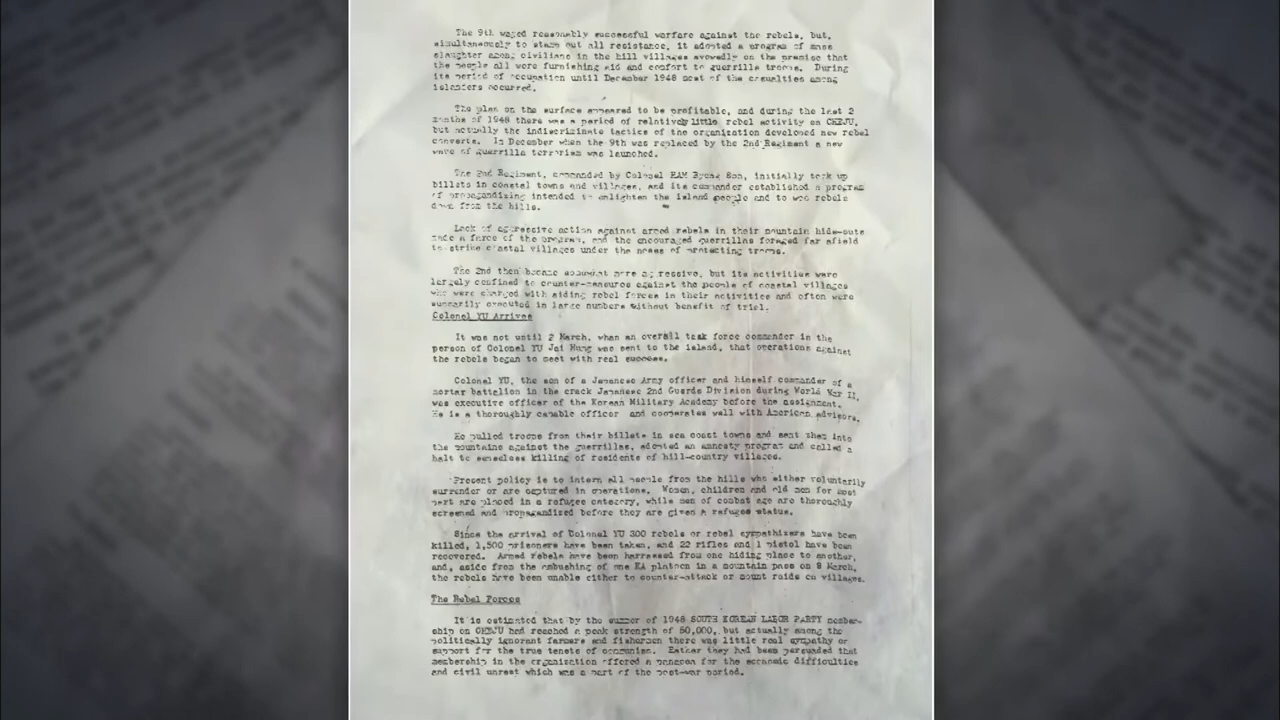 The 9th waged reasonably successful warfare against the rebels, but,
simultaneously to stamp out all resistance, it adopted a program of mass
slaughter among civilians in the hill villages avowedly on the premise that
the people all were furnishing aid and comfort to guerrilla troops. During
its period of occupation until December 1948 most of the casualties among
islanders occurred.
The plan on the surface appeared to be profitable, and during the last 2
months of 1948 there was a period of relatively little rebel activity on CHEJU,
but actually the indiscriminate tactics of the organization developed new rebel
converts. In December when the 9th was replaced by the 2nd Regiment a new
wave of guerrilla terrorism was launched.
The 2nd Regiment, commanded by Colonel HAM Byong Son, initially took up
billets in coastal towns and villages, and its commander established a program
of propagandizing intended to enlighten the island people and to woo rebels
down from the hills.
Lack of aggressive action against armed rebels in their mountain hide-outs
made a farce of the program, and the encouraged guerrillas foraged far afield
to strike coastal villages under the noses of protecting troops.
The 2nd then became somewhat more aggressive, but its activities were
largely confined to counter-measures against the people of coastal villages
who were charged with aiding rebel forces in their activities and often were
summarily executed in large numbers without benefit of trial.
Colonel YU Arrives
It was not until 2 March, when an overall task force commander in the
person of Colonel YU Jai Hung was sent to the island, that operations against
the rebels began to meet with real success.
Colonel YU, the son of a Japanese Army officer and himself commander of a
mortar battalion in the crack Japanese 2nd Guards Division during World War II,
was executive officer of the Korean Military Academy before the assignment.
He is a thoroughly capable officer and cooperates well with American advisors.
He pulled troops from their billets in sea coast towns and sent them into
the mountains against the guerrillas, adopted an amnesty program and called a
halt to senseless killing of residents of hill-country villages.
Present policy is to intern all people from the hills who either voluntarily
surrender or are captured in operations. Women, children and old men for most
part are placed in a refugee category, while men of combat age are thoroughly
screened and propagandized before they are given a refugee status.
Since the arrival of Colonel YU 300 rebels or rebel sympathizers have been
killed, 1,500 prisoners have been taken, and 22 rifles and 1 pistol have been
recovered. Armed rebels have been harrassed from one hiding place to another,
and, aside from the ambushing of one KA platoon in a mountain pass on 8 March,
the rebels have been unable either to counter-attack or mount raids on villages.
The Rebel Forces
It is estimated that by the summer of 1948 SOUTH KOREAN LABOR PARTY member-
ship on CHEJU had reached a peak strength of 50,000, but actually among the
politically ignorant farmers and fishermen there was little real sympathy or
support for the true tenets of communism. Rather they had been persuaded that
membership in the organization offered a panacea for the economic difficulties
and civil unrest which was a part of the post-war period.